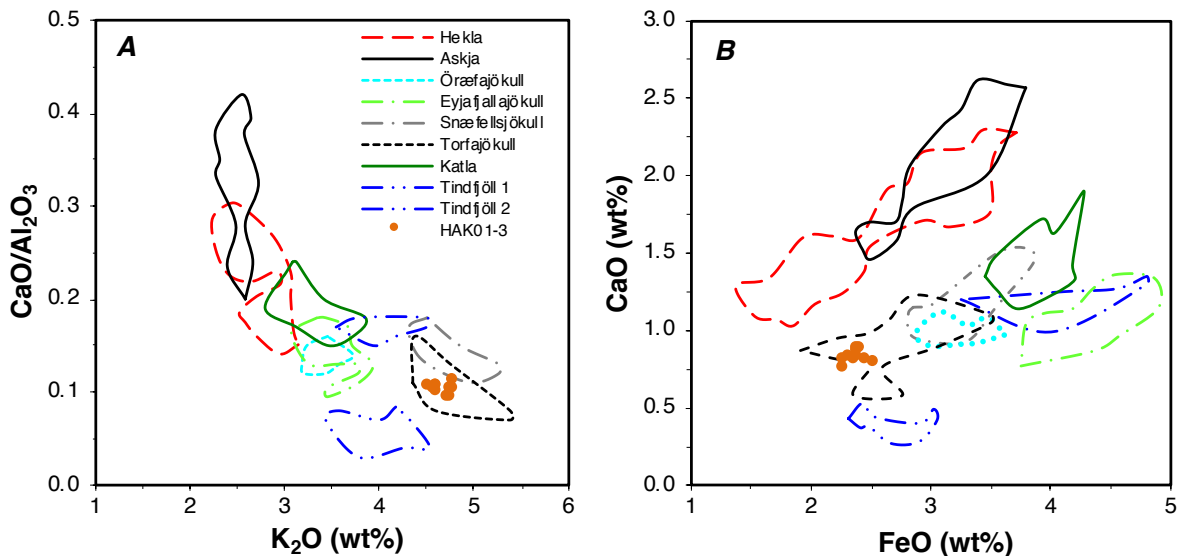 A
B
0.5
0.4
0.3
0.2
0.1
0.0
CaO/Al₂O₃
1 2 3 4 5 6
K₂O (wt%)
Hekla
Askja
Öræfajökull
Eyjafjallajökull
Snæfellsjökull
Torfajökull
Katla
Tindfjöll 1
Tindfjöll 2
HAK01-3
3.0
2.5
2.0
1.5
1.0
0.5
0.0
CaO (wt%)
1 2 3 4 5
FeO (wt%)